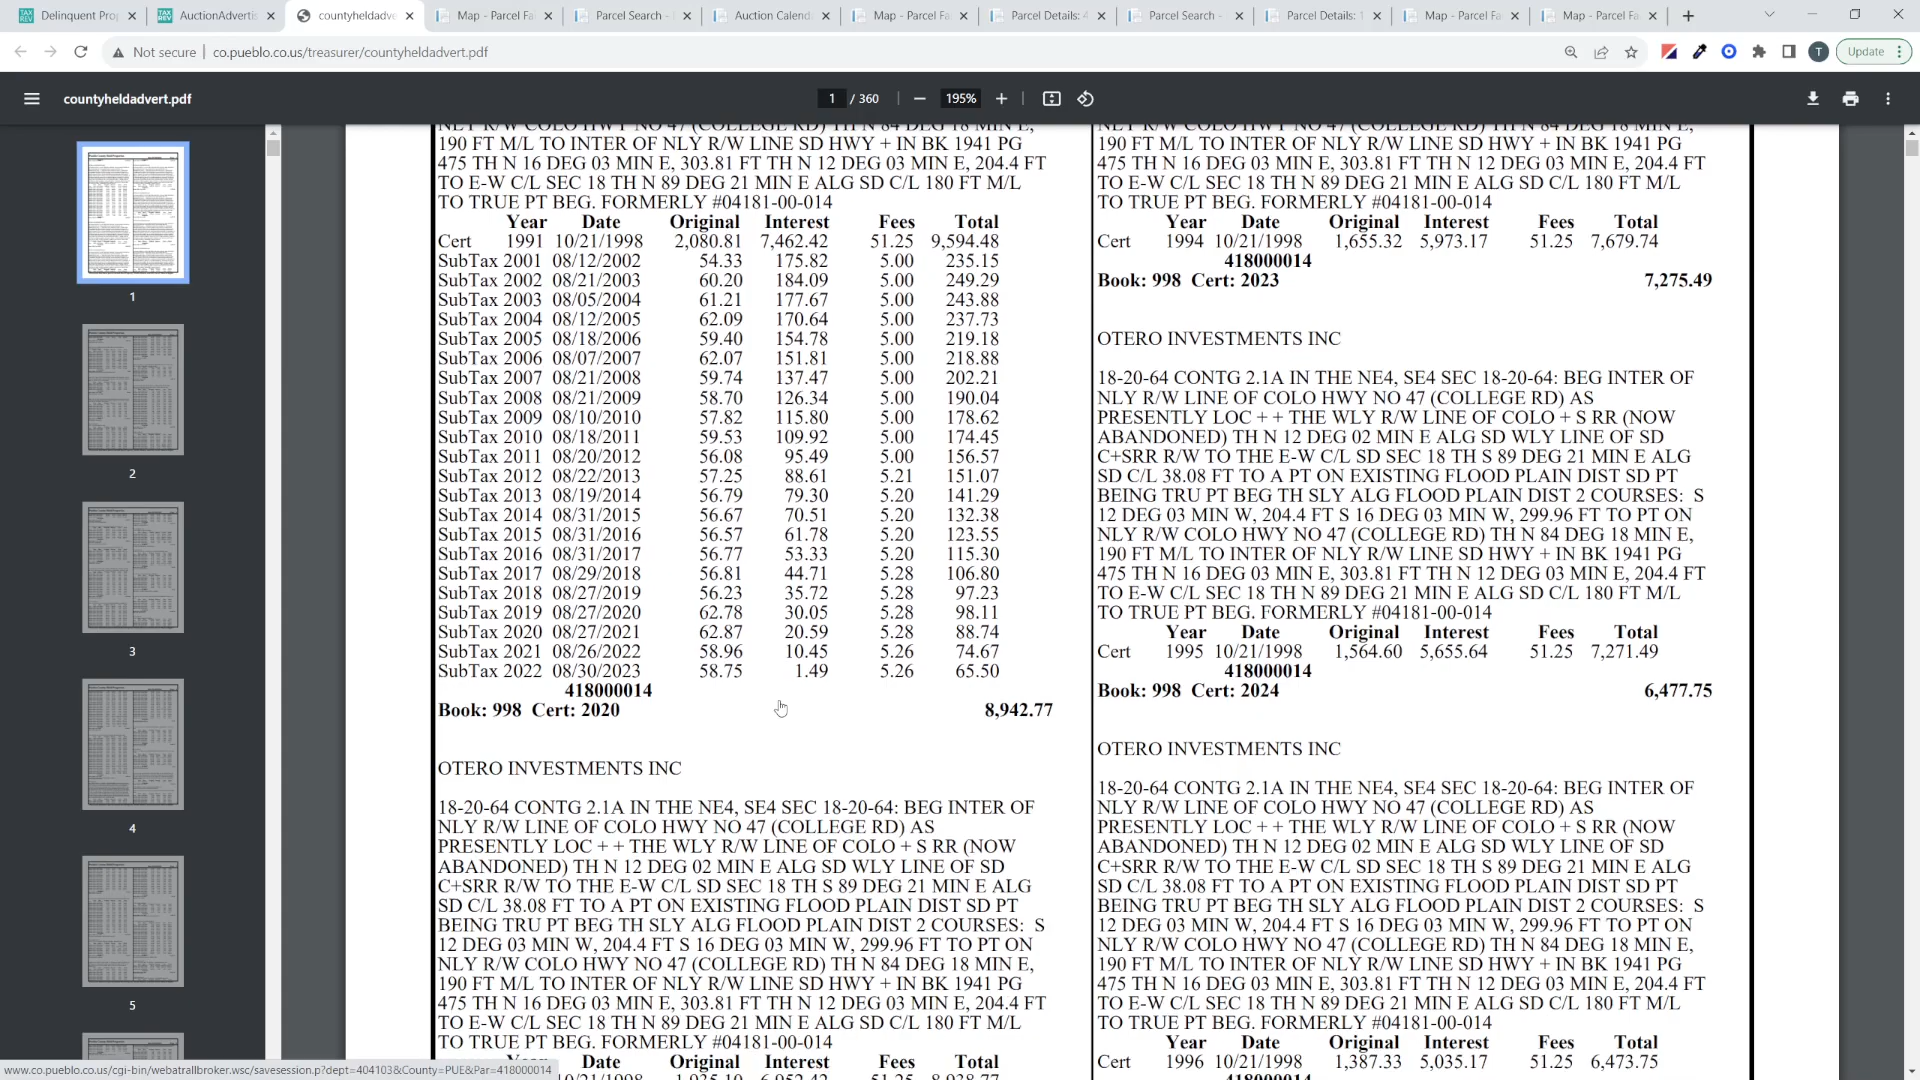 Delinquent Pro
AuctionAdvertis
countyheldadve
Map - Parcel Fa
Parcel Search -
Auction Calend
Map - Parcel Fa
Parcel Details: 4
Parcel Search -
Parcel Details: 1
Map - Parcel Fa
Map - Parcel Fa
Not secure | co.pueblo.co.us/treasurer/countyheldadvert.pdf
T
Update
countyheldadvert.pdf
1 / 360
195%
1
2
3
4
5
NLY R/W COLO HWY NO 47 (COLLEGE RD) TH N 84 DEG 18 MIN E,
190 FT M/L TO INTER OF NLY R/W LINE SD HWY + IN BK 1941 PG
475 TH N 16 DEG 03 MIN E, 303.81 FT TH N 12 DEG 03 MIN E, 204.4 FT
TO E-W C/L SEC 18 TH N 89 DEG 21 MIN E ALG SD C/L 180 FT M/L
TO TRUE PT BEG. FORMERLY #04181-00-014
Year Date Original Interest Fees Total
Cert 1991 10/21/1998 2,080.81 7,462.42 51.25 9,594.48
SubTax 2001 08/12/2002 54.33 175.82 5.00 235.15
SubTax 2002 08/21/2003 60.20 184.09 5.00 249.29
SubTax 2003 08/05/2004 61.21 177.67 5.00 243.88
SubTax 2004 08/12/2005 62.09 170.64 5.00 237.73
SubTax 2005 08/18/2006 59.40 154.78 5.00 219.18
SubTax 2006 08/07/2007 62.07 151.81 5.00 218.88
SubTax 2007 08/21/2008 59.74 137.47 5.00 202.21
SubTax 2008 08/21/2009 58.70 126.34 5.00 190.04
SubTax 2009 08/10/2010 57.82 115.80 5.00 178.62
SubTax 2010 08/18/2011 59.53 109.92 5.00 174.45
SubTax 2011 08/20/2012 56.08 95.49 5.00 156.57
SubTax 2012 08/22/2013 57.25 88.61 5.21 151.07
SubTax 2013 08/19/2014 56.79 79.30 5.20 141.29
SubTax 2014 08/31/2015 56.67 70.51 5.20 132.38
SubTax 2015 08/31/2016 56.57 61.78 5.20 123.55
SubTax 2016 08/31/2017 56.77 53.33 5.20 115.30
SubTax 2017 08/29/2018 56.81 44.71 5.28 106.80
SubTax 2018 08/27/2019 56.23 35.72 5.28 97.23
SubTax 2019 08/27/2020 62.78 30.05 5.28 98.11
SubTax 2020 08/27/2021 62.87 20.59 5.28 88.74
SubTax 2021 08/26/2022 58.96 10.45 5.26 74.67
SubTax 2022 08/30/2023 58.75 1.49 5.26 65.50
418000014
Book: 998 Cert: 2020 8,942.77
OTERO INVESTMENTS INC
18-20-64 CONTG 2.1A IN THE NE4, SE4 SEC 18-20-64: BEG INTER OF
NLY R/W LINE OF COLO HWY NO 47 (COLLEGE RD) AS
PRESENTLY LOC + + THE WLY R/W LINE OF COLO + S RR (NOW
ABANDONED) TH N 12 DEG 02 MIN E ALG SD WLY LINE OF SD
C+SRR R/W TO THE E-W C/L SD SEC 18 TH S 89 DEG 21 MIN E ALG
SD C/L 38.08 FT TO A PT ON EXISTING FLOOD PLAIN DIST SD PT
BEING TRU PT BEG TH SLY ALG FLOOD PLAIN DIST 2 COURSES: S
12 DEG 03 MIN W, 204.4 FT S 16 DEG 03 MIN W, 299.96 FT TO PT ON
NLY R/W COLO HWY NO 47 (COLLEGE RD) TH N 84 DEG 18 MIN E,
190 FT M/L TO INTER OF NLY R/W LINE SD HWY + IN BK 1941 PG
475 TH N 16 DEG 03 MIN E, 303.81 FT TH N 12 DEG 03 MIN E, 204.4 FT
TO E-W C/L SEC 18 TH N 89 DEG 21 MIN E ALG SD C/L 180 FT M/L
TO TRUE PT BEG. FORMERLY #04181-00-014
Year Date Original Interest Fees Total
10/21/1998 1,935.10 6,952.42 51.25 8,938.77
NLY R/W COLO HWY NO 47 (COLLEGE RD) TH N 84 DEG 18 MIN E,
190 FT M/L TO INTER OF NLY R/W LINE SD HWY + IN BK 1941 PG
475 TH N 16 DEG 03 MIN E, 303.81 FT TH N 12 DEG 03 MIN E, 204.4 FT
TO E-W C/L SEC 18 TH N 89 DEG 21 MIN E ALG SD C/L 180 FT M/L
TO TRUE PT BEG. FORMERLY #04181-00-014
Year Date Original Interest Fees Total
Cert 1994 10/21/1998 1,655.32 5,973.17 51.25 7,679.74
418000014
Book: 998 Cert: 2023 7,275.49
OTERO INVESTMENTS INC
18-20-64 CONTG 2.1A IN THE NE4, SE4 SEC 18-20-64: BEG INTER OF
NLY R/W LINE OF COLO HWY NO 47 (COLLEGE RD) AS
PRESENTLY LOC + + THE WLY R/W LINE OF COLO + S RR (NOW
ABANDONED) TH N 12 DEG 02 MIN E ALG SD WLY LINE OF SD
C+SRR R/W TO THE E-W C/L SD SEC 18 TH S 89 DEG 21 MIN E ALG
SD C/L 38.08 FT TO A PT ON EXISTING FLOOD PLAIN DIST SD PT
BEING TRU PT BEG TH SLY ALG FLOOD PLAIN DIST 2 COURSES: S
12 DEG 03 MIN W, 204.4 FT S 16 DEG 03 MIN W, 299.96 FT TO PT ON
NLY R/W COLO HWY NO 47 (COLLEGE RD) TH N 84 DEG 18 MIN E,
190 FT M/L TO INTER OF NLY R/W LINE SD HWY + IN BK 1941 PG
475 TH N 16 DEG 03 MIN E, 303.81 FT TH N 12 DEG 03 MIN E, 204.4 FT
TO E-W C/L SEC 18 TH N 89 DEG 21 MIN E ALG SD C/L 180 FT M/L
TO TRUE PT BEG. FORMERLY #04181-00-014
Year Date Original Interest Fees Total
Cert 1995 10/21/1998 1,564.60 5,655.64 51.25 7,271.49
418000014
Book: 998 Cert: 2024 6,477.75
OTERO INVESTMENTS INC
18-20-64 CONTG 2.1A IN THE NE4, SE4 SEC 18-20-64: BEG INTER OF
NLY R/W LINE OF COLO HWY NO 47 (COLLEGE RD) AS
PRESENTLY LOC + + THE WLY R/W LINE OF COLO + S RR (NOW
ABANDONED) TH N 12 DEG 02 MIN E ALG SD WLY LINE OF SD
C+SRR R/W TO THE E-W C/L SD SEC 18 TH S 89 DEG 21 MIN E ALG
SD C/L 38.08 FT TO A PT ON EXISTING FLOOD PLAIN DIST SD PT
BEING TRU PT BEG TH SLY ALG FLOOD PLAIN DIST 2 COURSES: S
12 DEG 03 MIN W, 204.4 FT S 16 DEG 03 MIN W, 299.96 FT TO PT ON
NLY R/W COLO HWY NO 47 (COLLEGE RD) TH N 84 DEG 18 MIN E,
190 FT M/L TO INTER OF NLY R/W LINE SD HWY + IN BK 1941 PG
475 TH N 16 DEG 03 MIN E, 303.81 FT TH N 12 DEG 03 MIN E, 204.4 FT
TO E-W C/L SEC 18 TH N 89 DEG 21 MIN E ALG SD C/L 180 FT M/L
TO TRUE PT BEG. FORMERLY #04181-00-014
Year Date Original Interest Fees Total
Cert 1996 10/21/1998 1,387.33 5,035.17 51.25 6,473.75
418000014
www.co.pueblo.co.us/cgi-bin/webatrallbroker.wsc/savesession.p?dept=404103&County=PUE&Par=418000014